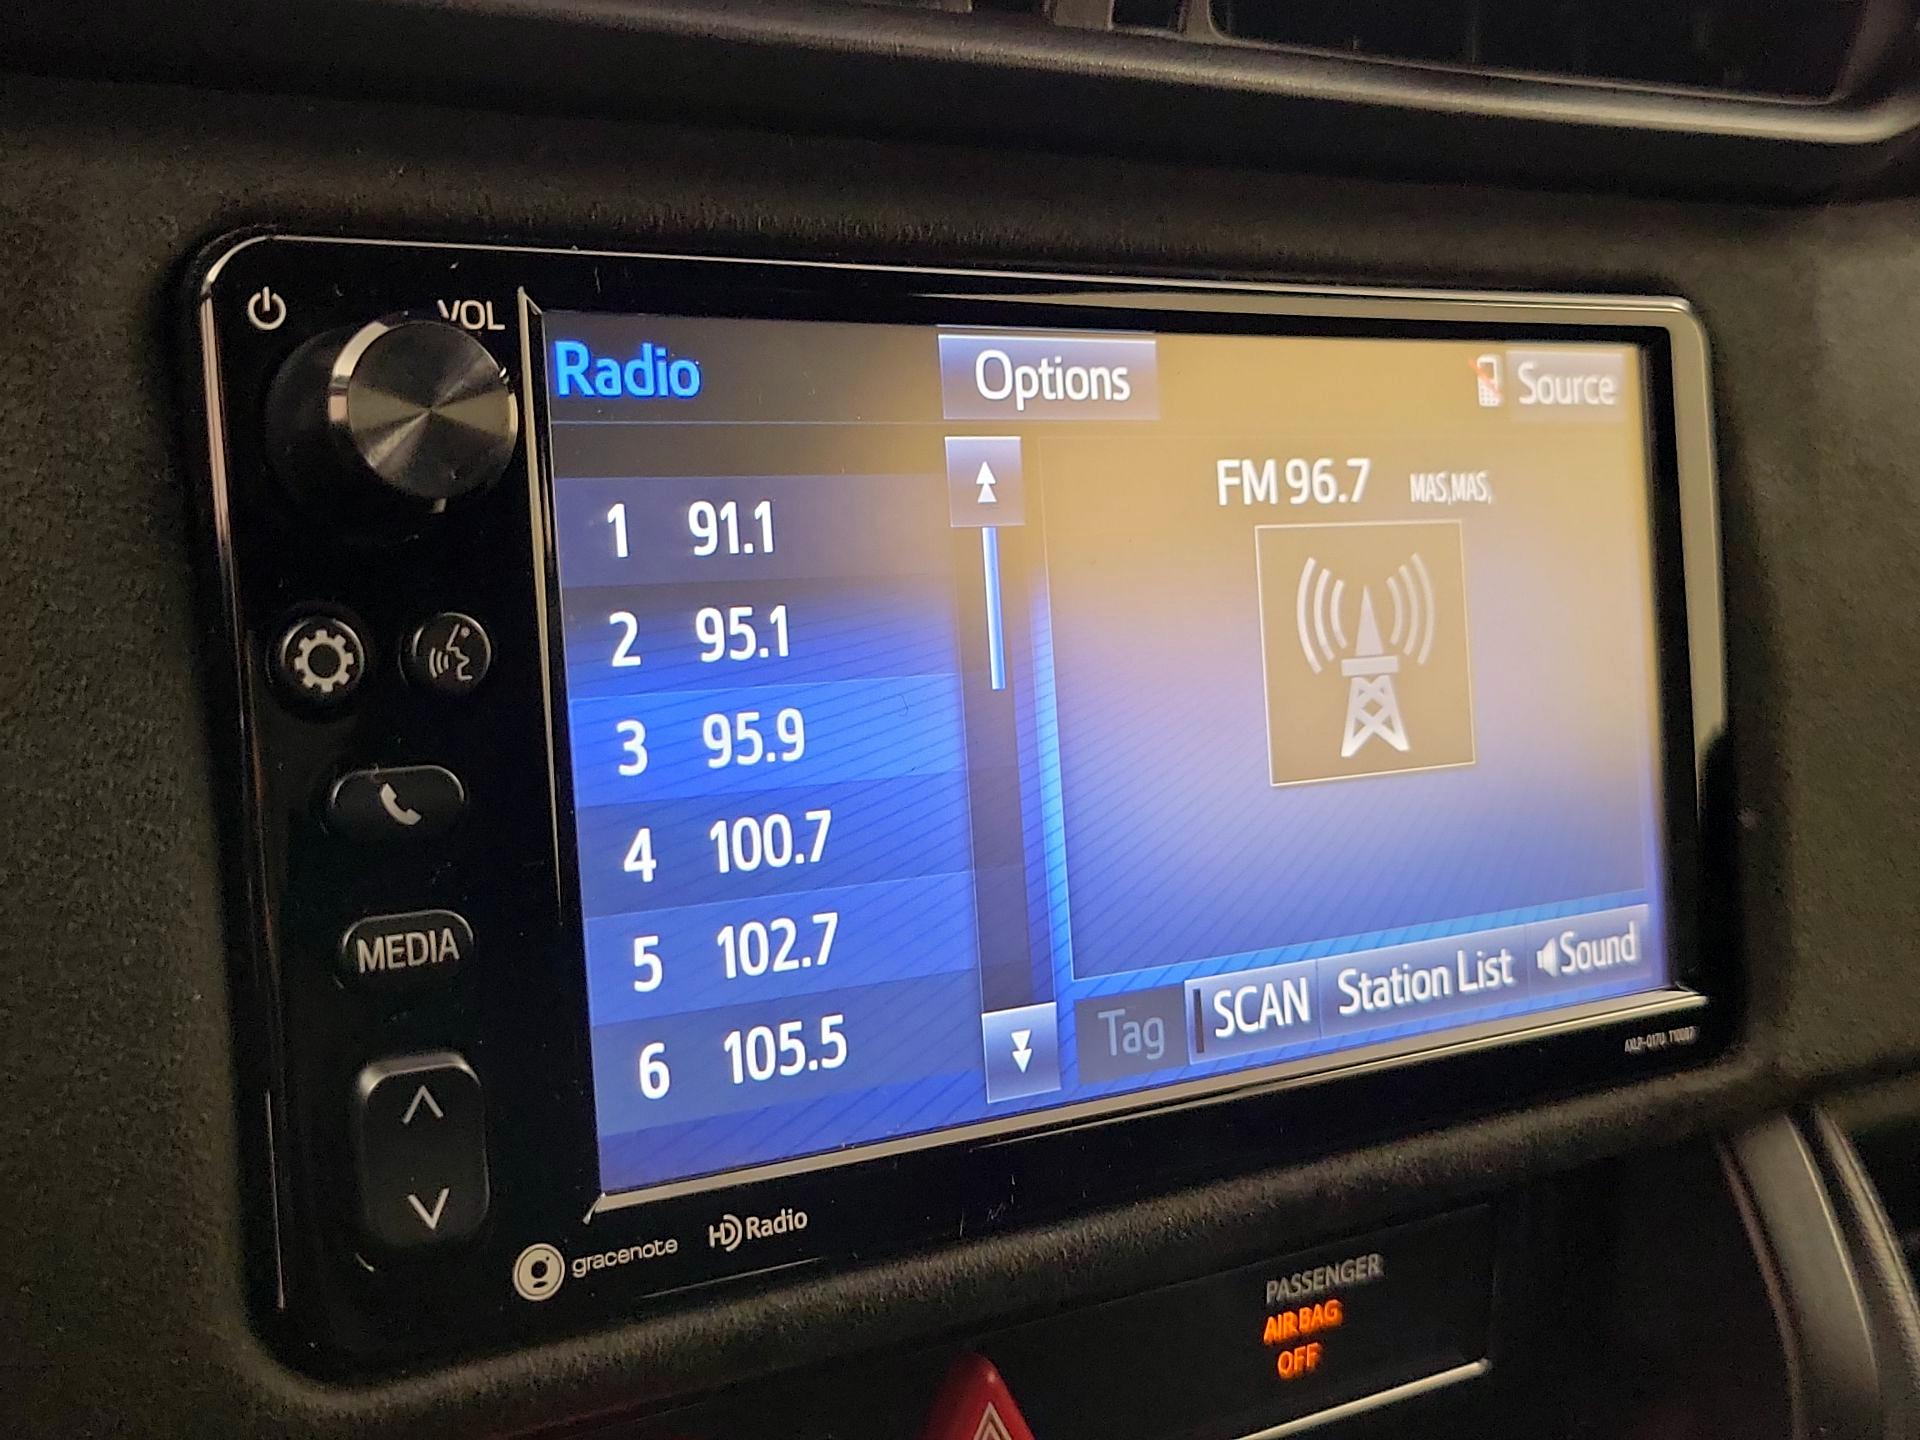 VOL
Radio
Options
Source
FM 96.7 MAS,MAS,
1 91.1
2 95.1
3 95.9
4 100.7
5 102.7
6 105.5
MEDIA
Tag
SCAN
Station List
Sound
gracenote
HD Radio
PASSENGER
AIR BAG
OFF